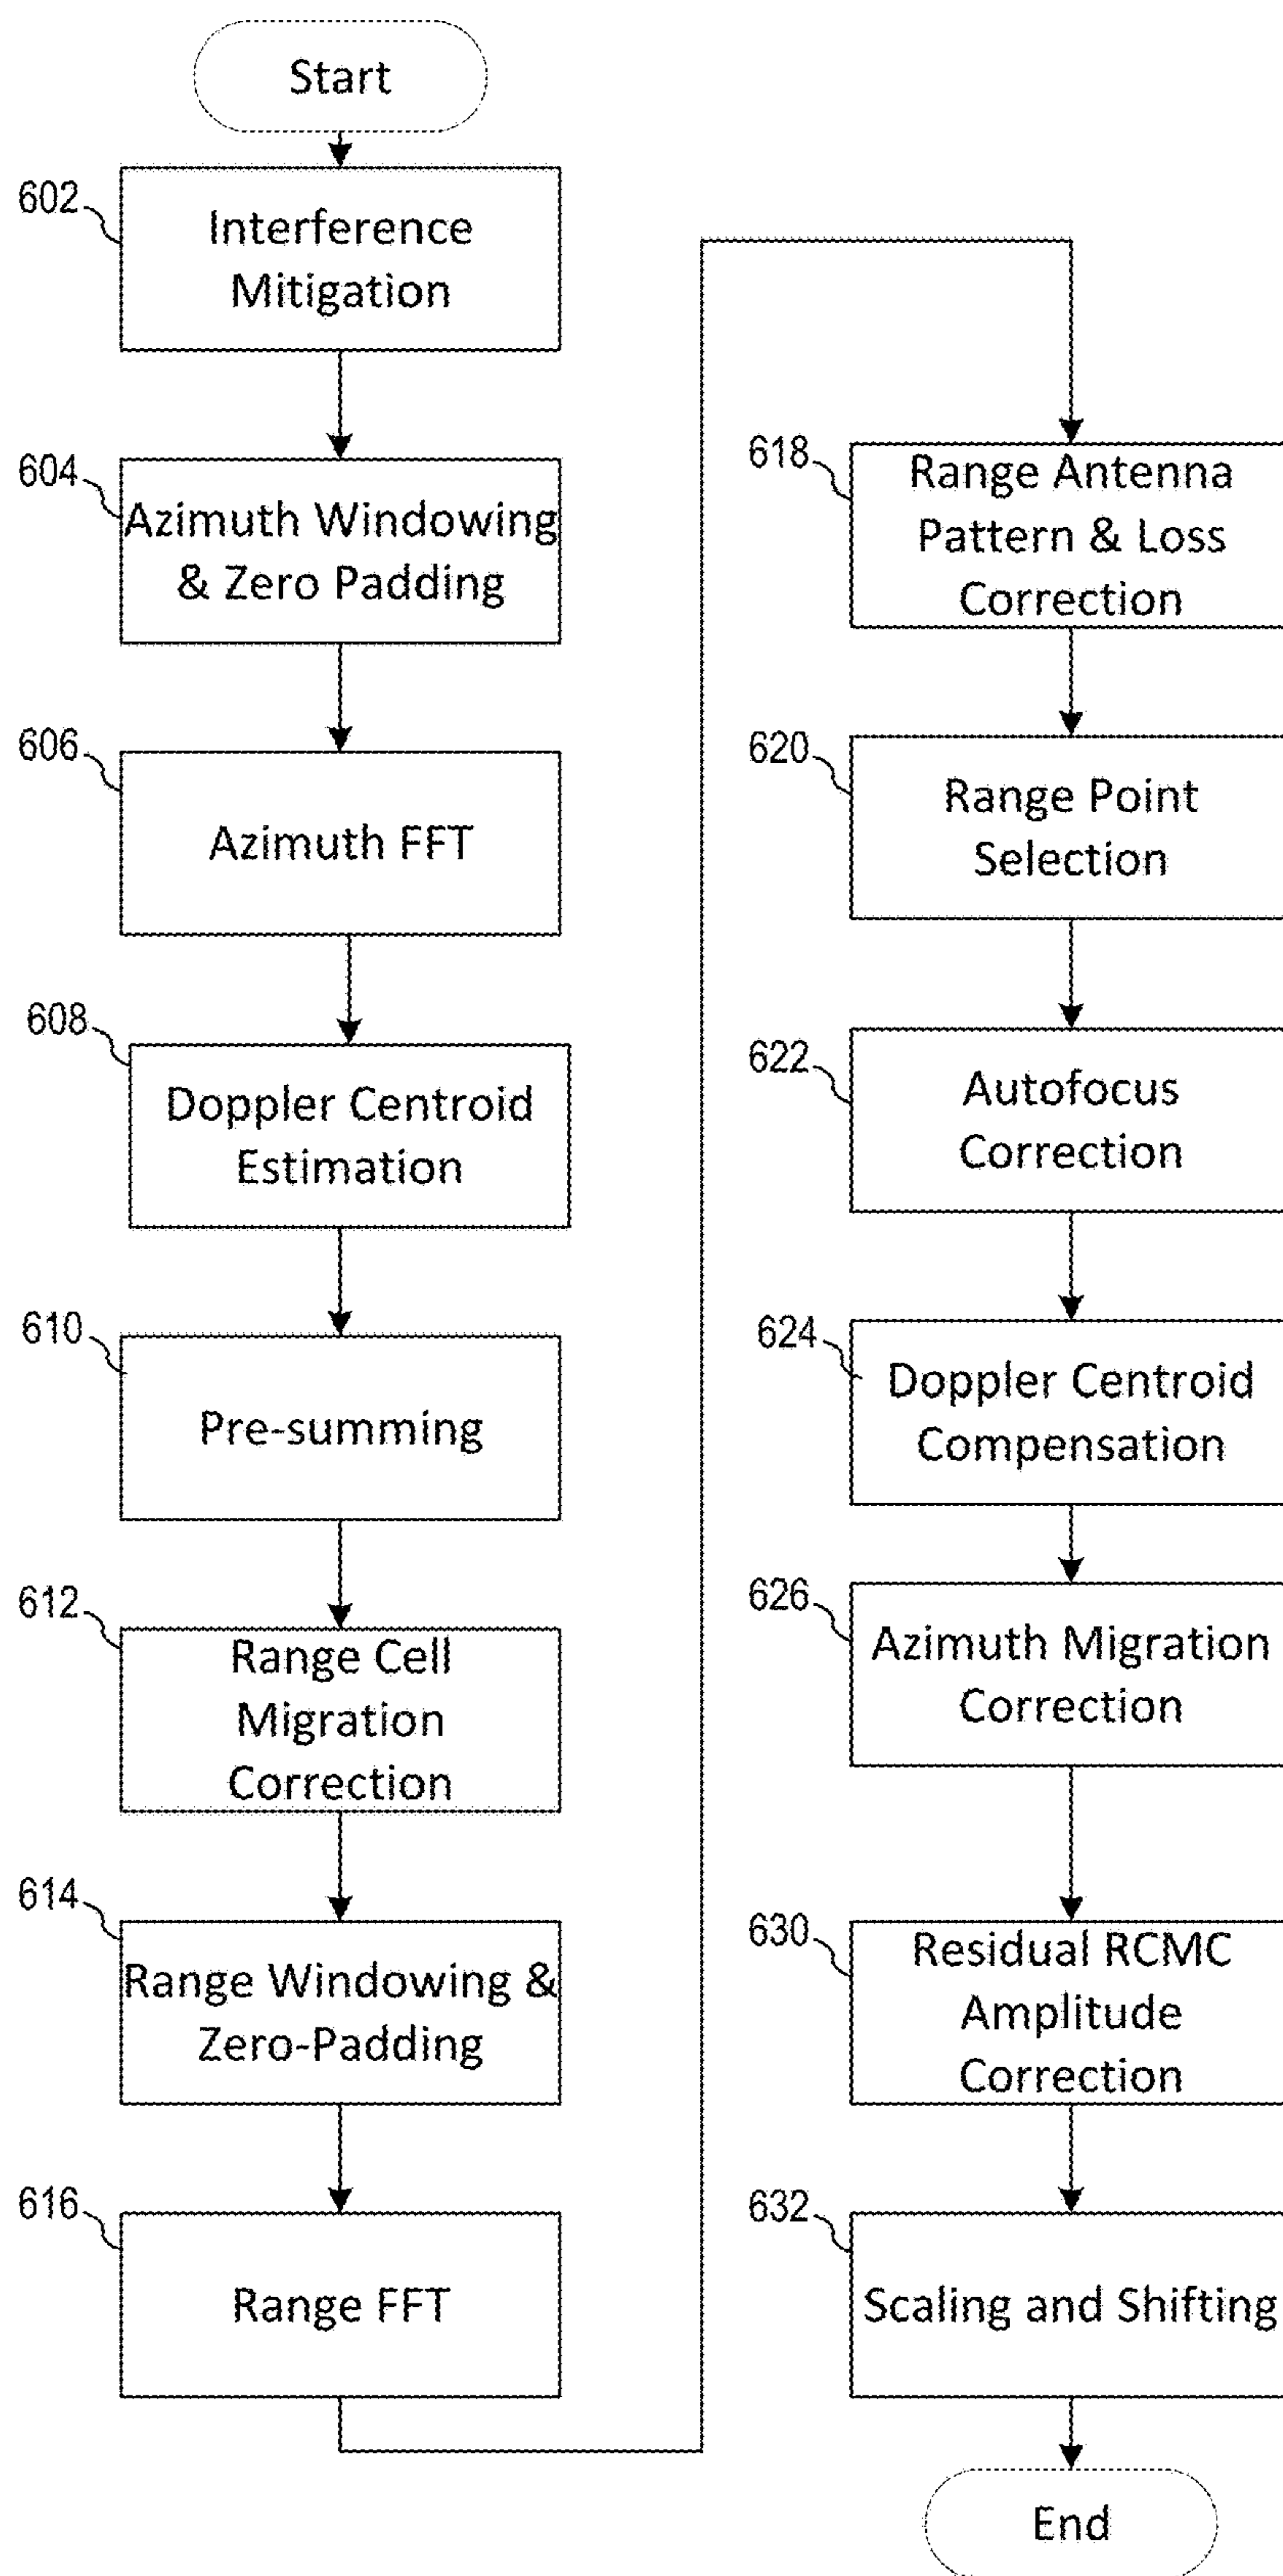 Start
602
Interference
Mitigation
604
Azimuth Windowing
& Zero Padding
606
Azimuth FFT
608
Doppler Centroid
Estimation
610
Pre-summing
612
Range Cell
Migration
Correction
614
Range Windowing &
Zero-Padding
616
Range FFT
618
Range Antenna
Pattern & Loss
Correction
620
Range Point
Selection
622
Autofocus
Correction
624
Doppler Centroid
Compensation
626
Azimuth Migration
Correction
630
Residual RCMC
Amplitude
Correction
632
Scaling and Shifting
End